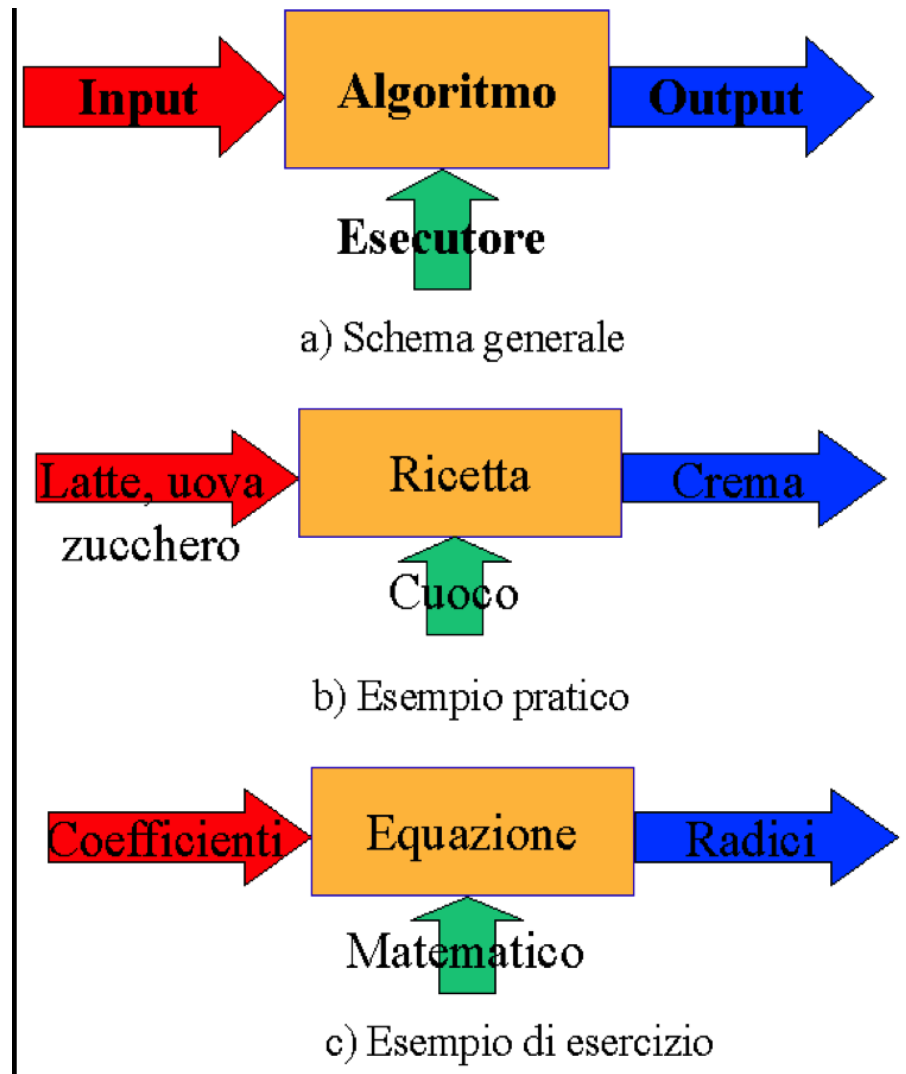 Input Algoritmo Output
Esecutore
a) Schema generale
Latte, uova Ricetta Crema
zucchero
Cuoco
b) Esempio pratico
Coefficienti Equazione Radici
Matematico
c) Esempio di esercizio